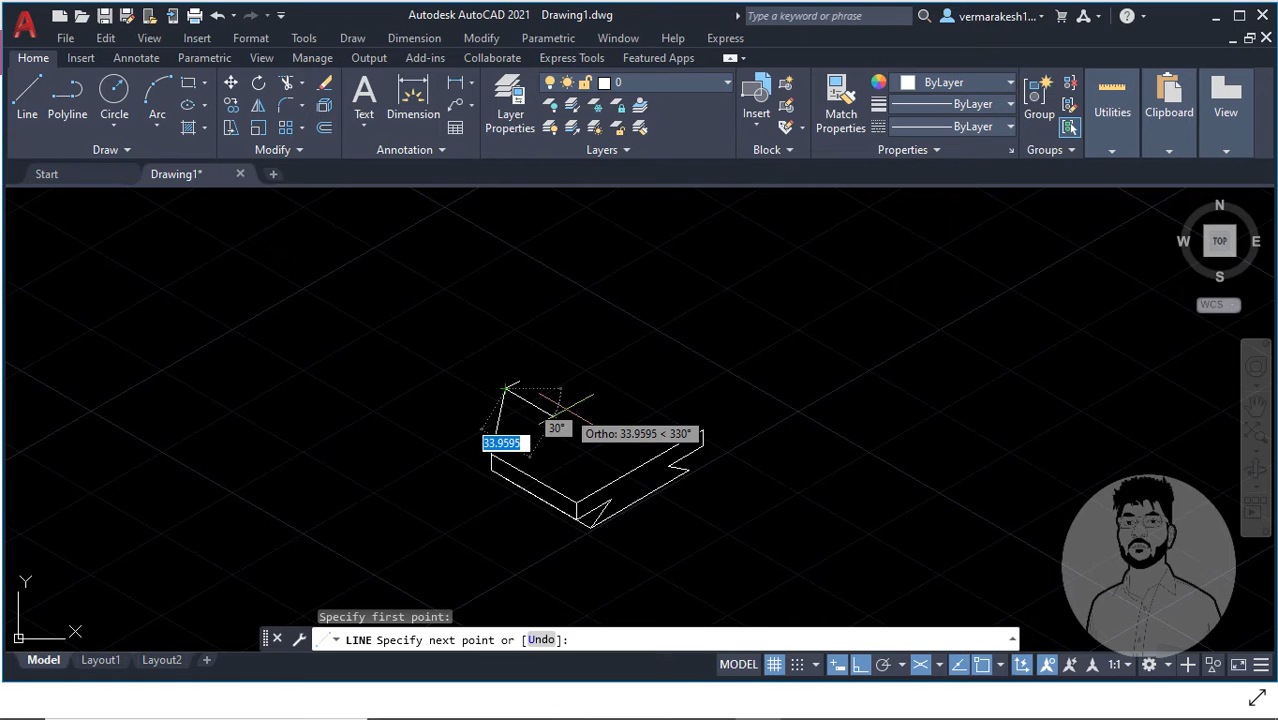 Autodesk AutoCAD 2021 Drawing1.dwg
Type a keyword or phrase
vermarakesh1...
File Edit View Insert Format Tools Draw Dimension Modify Parametric Window Help Express
Home Insert Annotate Parametric View Manage Output Add-ins Collaborate Express Tools Featured Apps
0
ByLayer
ByLayer
ByLayer
Line Polyline Circle Arc
Text Dimension
Layer
Properties
Insert
Match
Properties
Group
Utilities Clipboard View
Draw Modify Annotation Layers Block Properties Groups
Start Drawing1*
N
W TOP E
S
WCS
30°
Ortho: 33.9595 < 330°
33.9595
Y
X
Specify first point:
LINE Specify next point or [Undo]:
Model Layout1 Layout2
MODEL
1:1